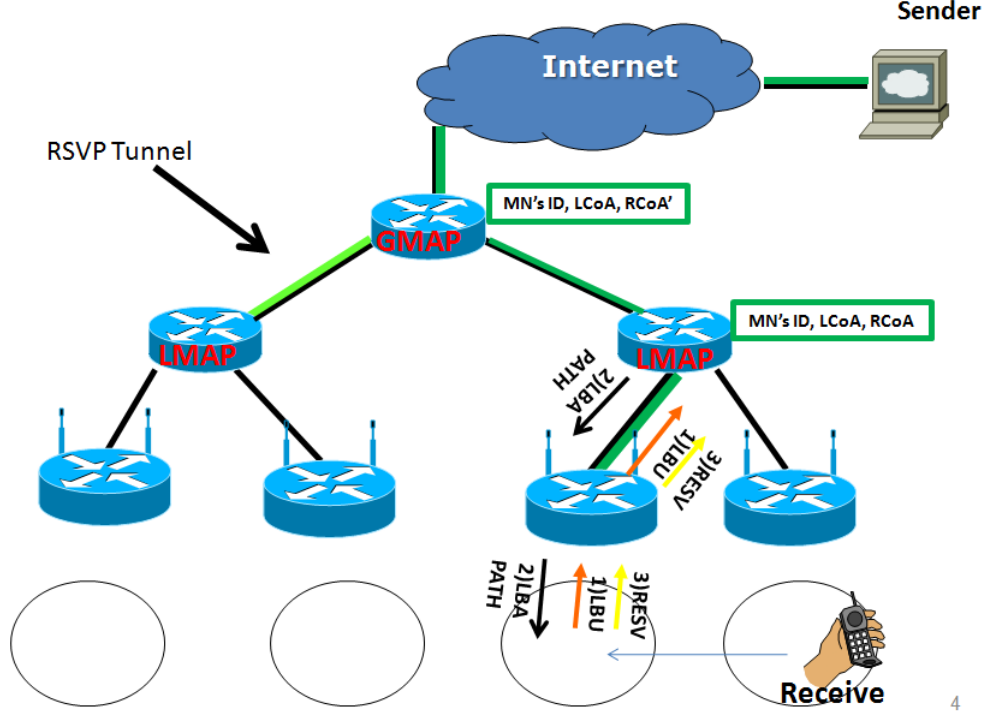 Sender
Internet
RSVP Tunnel
MN's ID, LCoA, RCoA'
GMAP
MN's ID, LCoA, RCoA
LMAP
LMAP
2)LBA
PATH
1)LBU
3)RESV
2)LBA
PATH
1)LBU
3)RESV
Receive
4